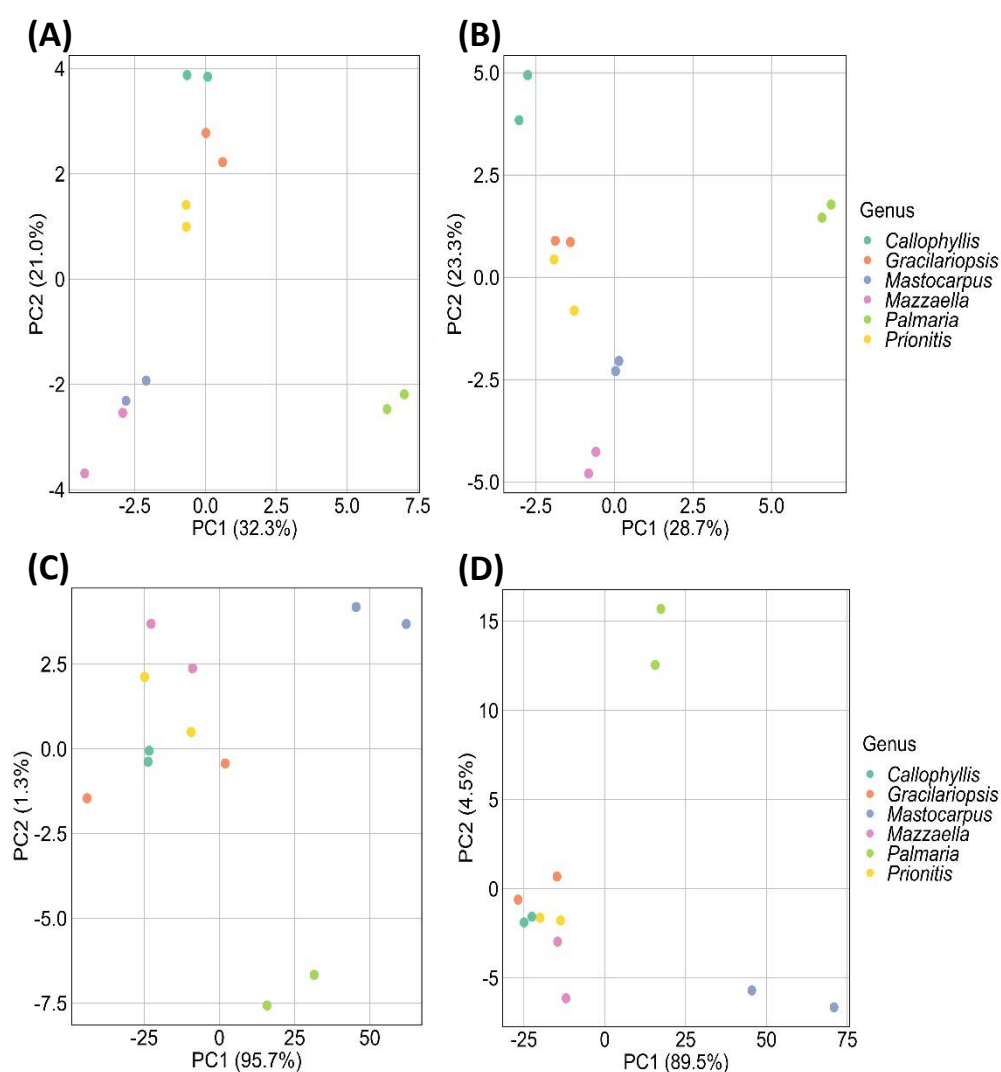 (A)
4
2
0
-2
-4
PC2 (21.0%)
-2.5 0.0 2.5 5.0 7.5
PC1 (32.3%)
(B)
5.0
2.5
0.0
-2.5
-5.0
PC2 (23.3%)
-2.5 0.0 2.5 5.0
PC1 (28.7%)
Genus
Callophyllis
Gracilariopsis
Mastocarpus
Mazzaella
Palmaria
Prionitis
(C)
2.5
0.0
-2.5
-5.0
-7.5
PC2 (1.3%)
-25 0 25 50
PC1 (95.7%)
(D)
15
10
5
0
-5
PC2 (4.5%)
-25 0 25 50 75
PC1 (89.5%)
Genus
Callophyllis
Gracilariopsis
Mastocarpus
Mazzaella
Palmaria
Prionitis